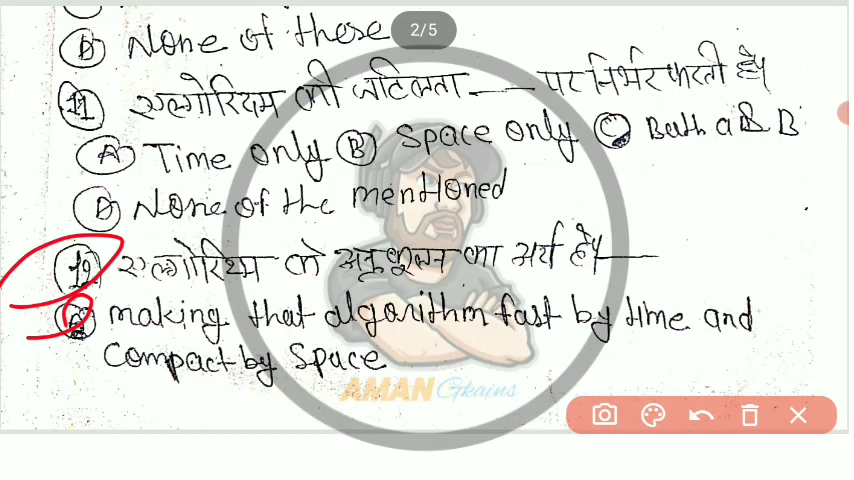 2/5
(D) None of these
(11) एल्गोरिथम की जटिलता —— पर निर्भर करती है।
(A) Time only (B) Space only (C) Both a & B
(D) None of the mentioned
(12) एल्गोरिथम के अनुकूलन का अर्थ है। ——
making that algorithm fast by time and
Compact by Space
AMAN Gkains